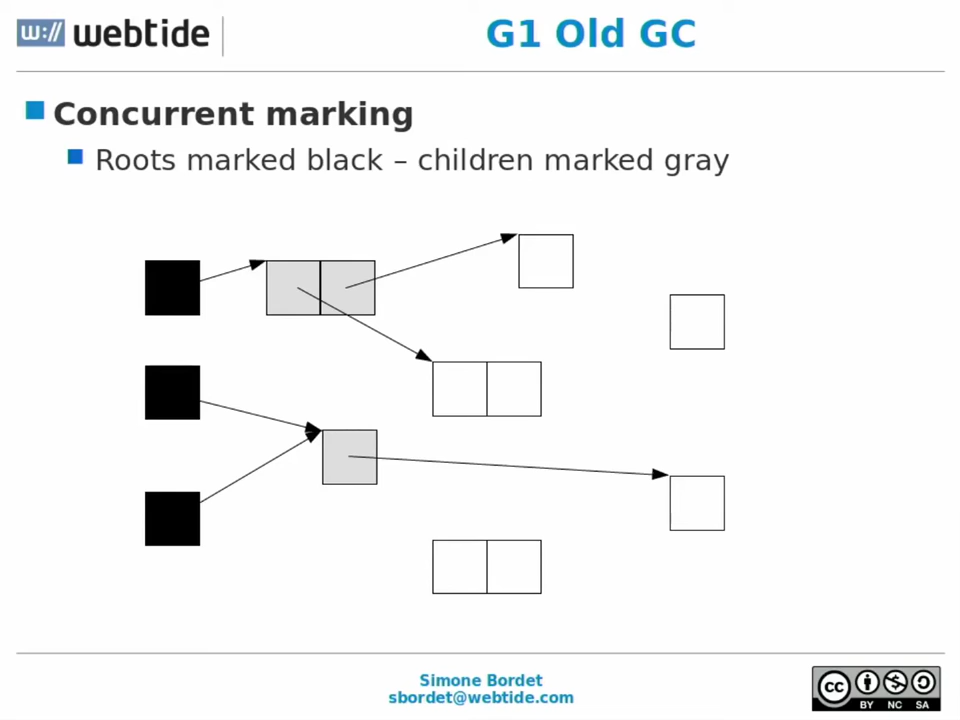 w:// webtide
G1 Old GC
Concurrent marking
Roots marked black – children marked gray
Simone Bordet
sbordet@webtide.com
cc
BY NC SA